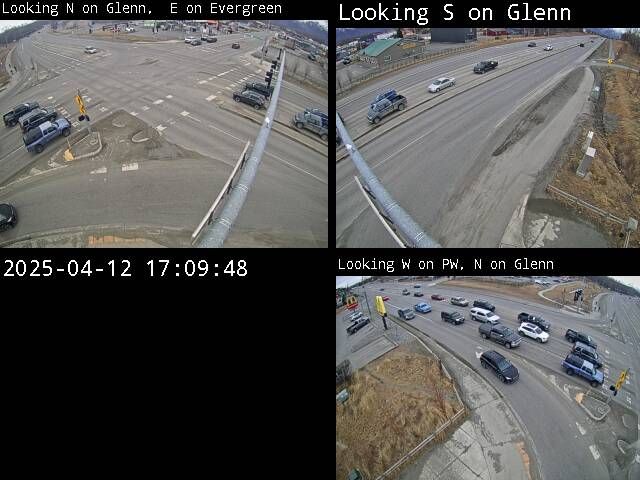 Looking N on Glenn,  E on Evergreen
Looking S on Glenn
2025-04-12 17:09:48
Looking W on PW, N on Glenn